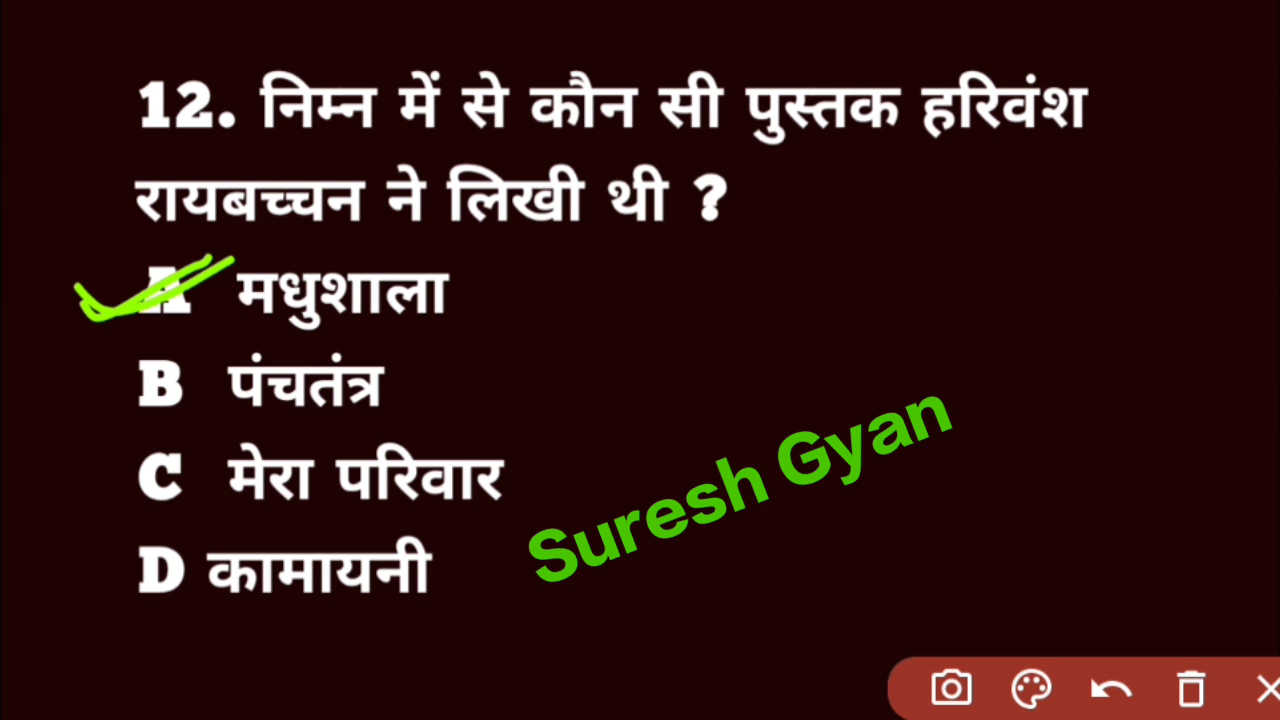 12. निम्न में से कौन सी पुस्तक हरिवंश
रायबच्चन ने लिखी थी ?
A मधुशाला
B पंचतंत्र
C मेरा परिवार
D कामायनी
Suresh Gyan